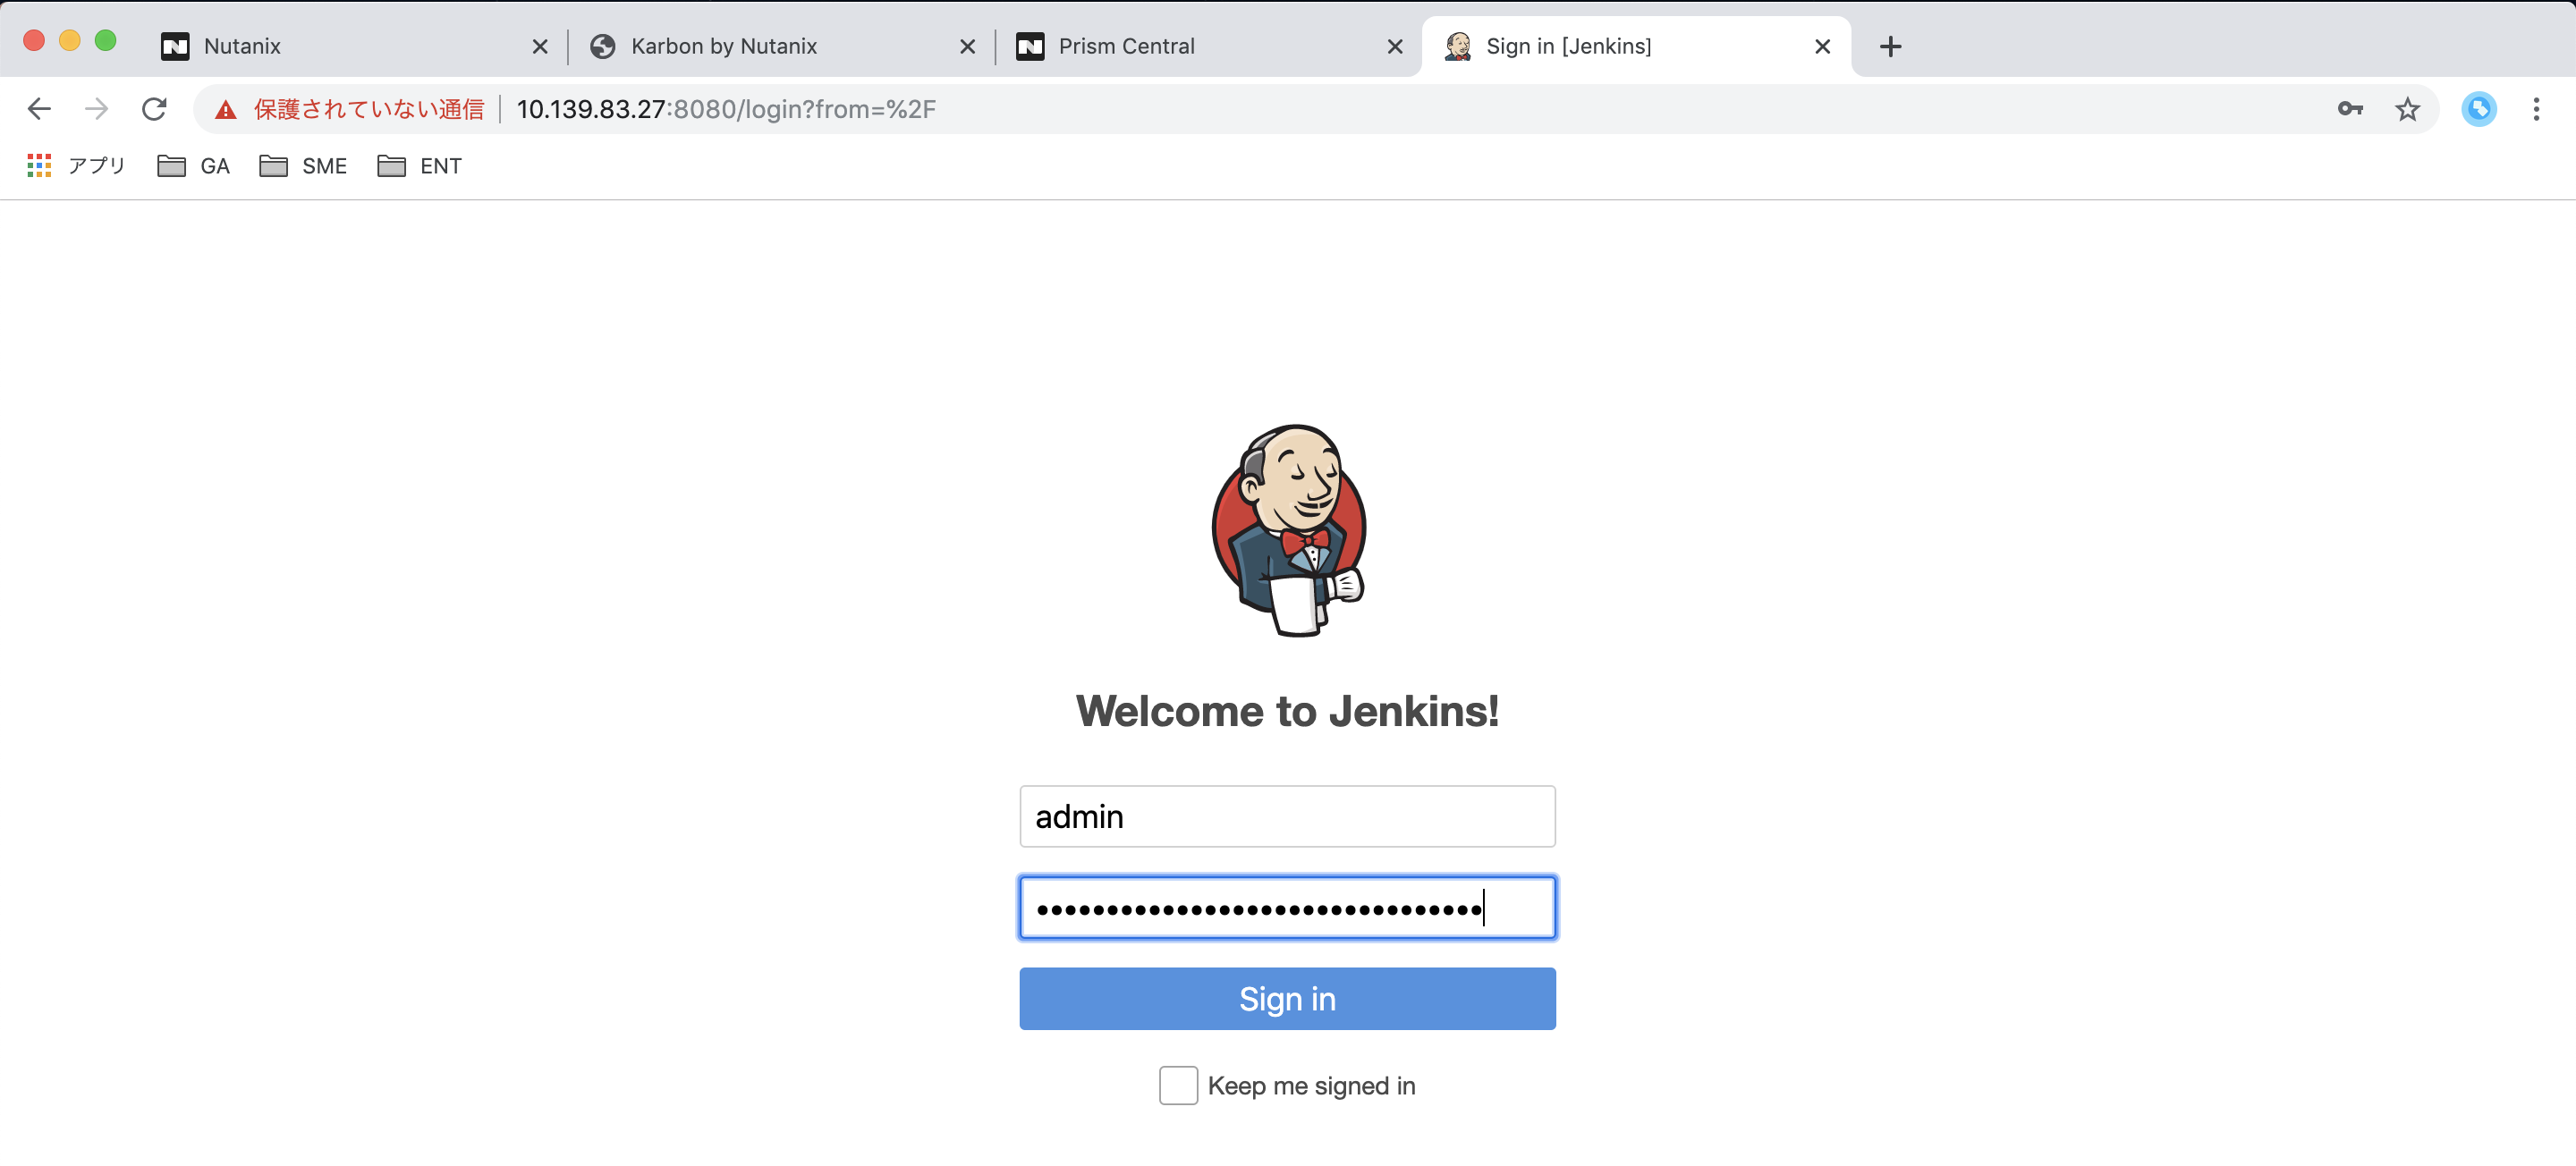 Nutanix
Karbon by Nutanix
Prism Central
Sign in [Jenkins]
保護されていない通信 10.139.83.27:8080/login?from=%2F
アプリ GA SME ENT
Welcome to Jenkins!
admin
••••••••••••••••••••••••••••••••
Sign in
Keep me signed in